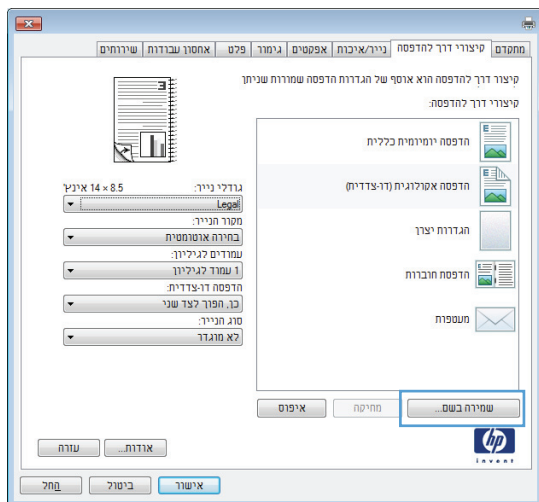 מתקדם קיצורי דרך להדפסה נייר/איכות אפקטים גימור פלט אחסון עבודות שירותים
קיצור דרך להדפסה הוא אוסף של הגדרות הדפסה שמורות שניתן
קיצורי דרך להדפסה:
הדפסה יומיומית כללית
הדפסה אקולוגית (דו-צדדית)
הגדרות יצרן
הדפסת חוברות
מעטפות
שמירה בשם...
מחיקה
איפוס
גודלי נייר: 8.5 × 14 אינץ'
Legal
מקור הנייר:
בחירה אוטומטית
עמודים לגיליון:
1 עמוד לגיליון
הדפסה דו-צדדית:
כן, הפוך לצד שני
סוג הנייר:
לא מוגדר
hp
invent
אודות...
עזרה
אישור
ביטול
החל